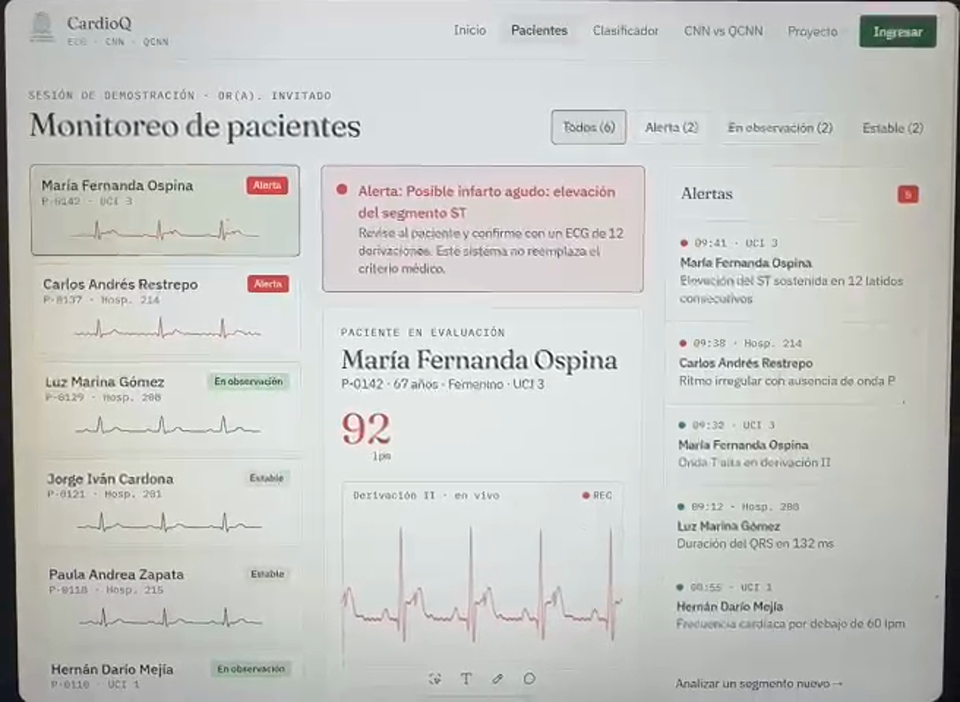 CardioQ
ECG · CNN · QCNN
Inicio
Pacientes
Clasificador
CNN vs QCNN
Proyecto
Ingresar
SESIÓN DE DEMOSTRACIÓN · DR(A). INVITADO
Monitoreo de pacientes
Todos (6)
Alerta (2)
En observación (2)
Estable (2)
María Fernanda Ospina
Alerta
P-0142 · UCI 3
Carlos Andrés Restrepo
Alerta
P-0137 · Hosp. 214
Luz Marina Gómez
En observación
P-0129 · Hosp. 208
Jorge Iván Cardona
Estable
P-0121 · Hosp. 201
Paula Andrea Zapata
Estable
P-0118 · Hosp. 215
Hernán Darío Mejía
En observación
P-0110 · UCI 1
Alerta: Posible infarto agudo: elevación
del segmento ST
Revise al paciente y confirme con un ECG de 12
derivaciones. Este sistema no reemplaza el
criterio médico.
PACIENTE EN EVALUACIÓN
María Fernanda Ospina
P-0142 · 67 años · Femenino · UCI 3
92
lpm
Derivación II · en vivo
REC
T
Alertas
5
09:41 · UCI 3
María Fernanda Ospina
Elevación del ST sostenida en 12 latidos
consecutivos
09:38 · Hosp. 214
Carlos Andrés Restrepo
Ritmo irregular con ausencia de onda P
09:32 · UCI 3
María Fernanda Ospina
Onda T alta en derivación II
09:12 · Hosp. 208
Luz Marina Gómez
Duración del QRS en 132 ms
UCI 1
Hernán Darío Mejía
Frecuencia cardíaca por debajo de 60 lpm
Analizar un segmento nuevo →